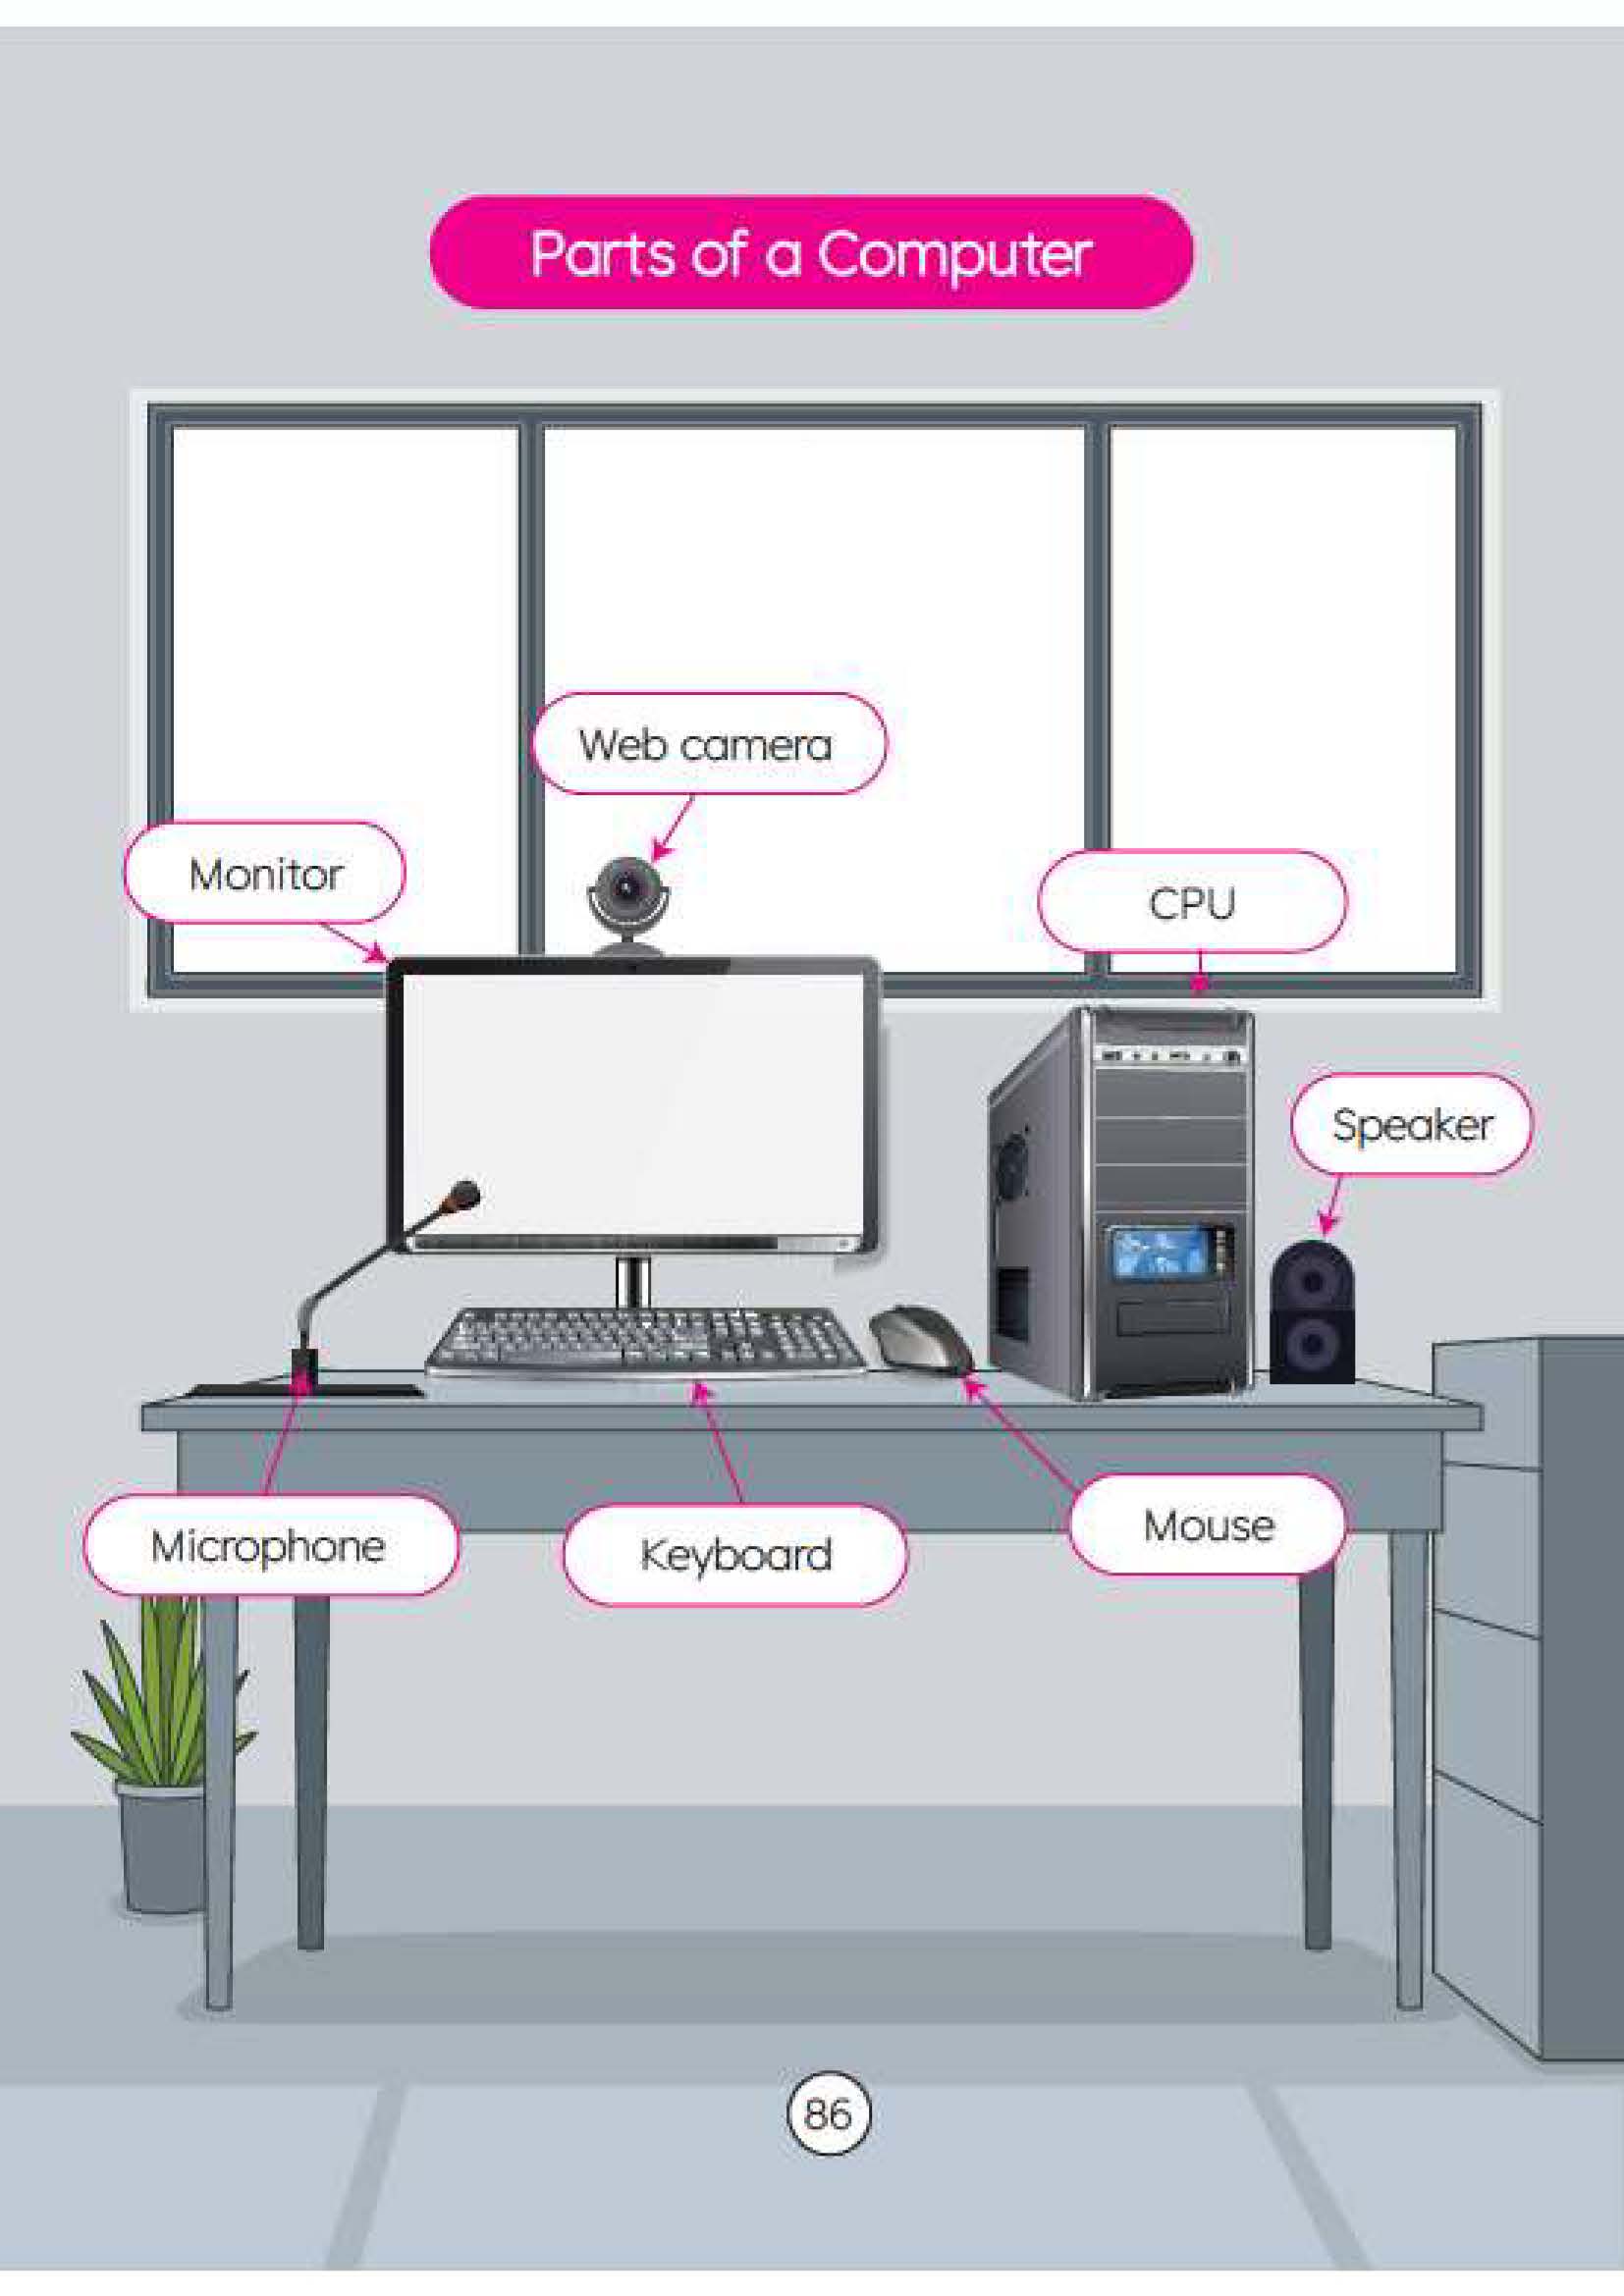 Parts of a Computer
Web camera
Monitor
CPU
Speaker
Microphone
Keyboard
Mouse
86